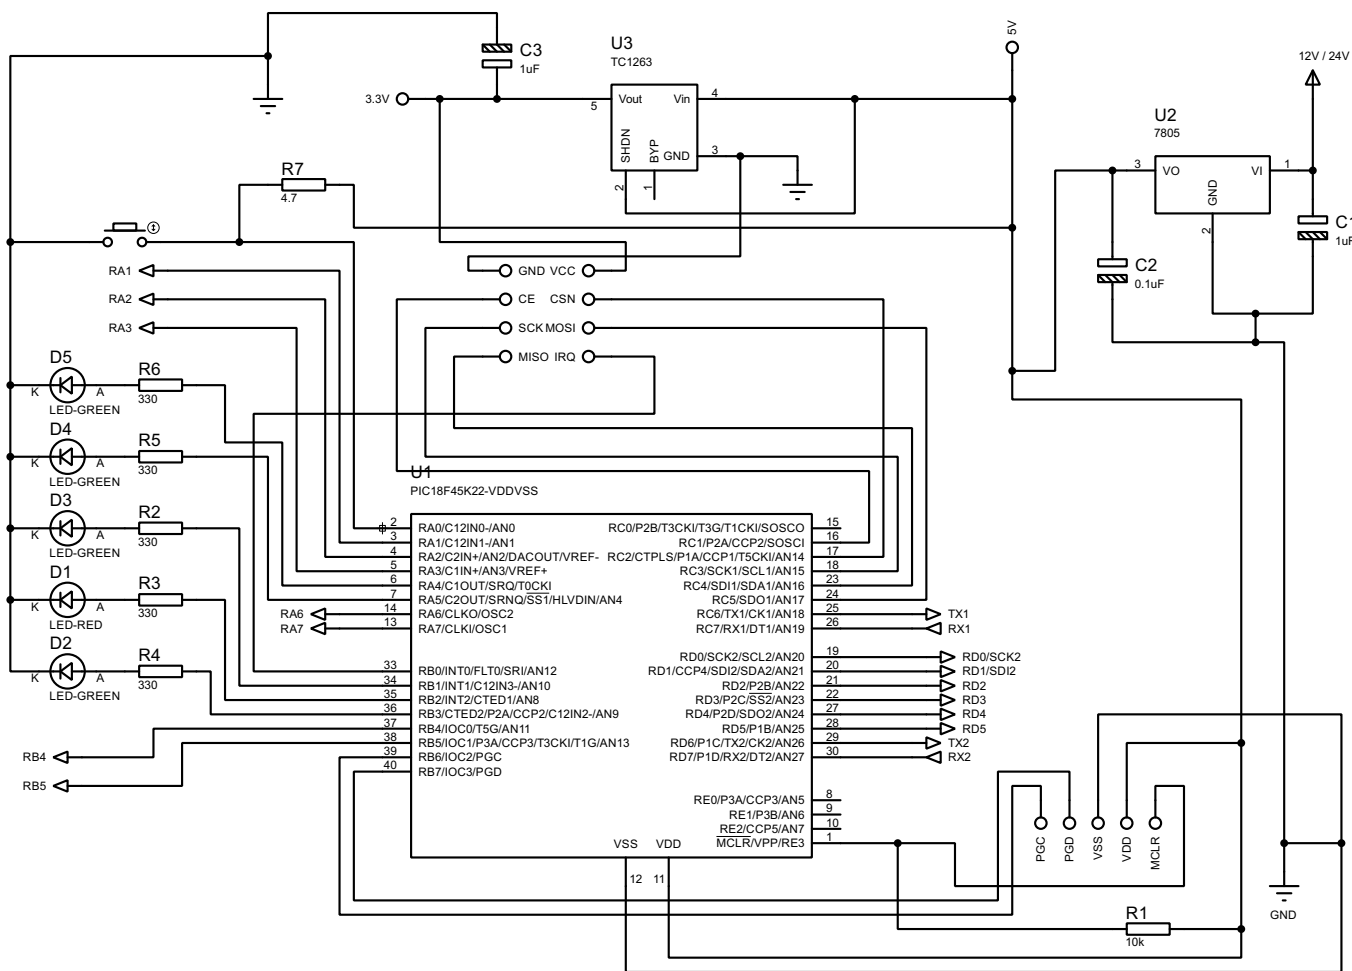 5V
C3
1uF
U3
TC1263
12V / 24V
3.3V
5 Vout Vin 4
SHDN BYP GND 3
2 1
U2
7805
3 VO VI 1
GND
2
C1
1uF
C2
0.1uF
R7
4.7
RA1
RA2
RA3
GND VCC
CE CSN
SCK MOSI
MISO IRQ
D5
K A
LED-GREEN
R6
330
D4
K A
LED-GREEN
R5
330
D3
K A
LED-GREEN
R2
330
D1
K A
LED-RED
R3
330
D2
K A
LED-GREEN
R4
330
U1
PIC18F45K22-VDDVSS
2 RA0/C12IN0-/AN0
3 RA1/C12IN1-/AN1
4 RA2/C2IN+/AN2/DACOUT/VREF-
5 RA3/C1IN+/AN3/VREF+
6 RA4/C1OUT/SRQ/T0CKI
7 RA5/C2OUT/SRNQ/SS1/HLVDIN/AN4
RA6 14 RA6/CLKO/OSC2
RA7 13 RA7/CLKI/OSC1
33 RB0/INT0/FLT0/SRI/AN12
34 RB1/INT1/C12IN3-/AN10
35 RB2/INT2/CTED1/AN8
36 RB3/CTED2/P2A/CCP2/C12IN2-/AN9
37 RB4/IOC0/T5G/AN11
38 RB5/IOC1/P3A/CCP3/T3CKI/T1G/AN13
39 RB6/IOC2/PGC
40 RB7/IOC3/PGD
RB4
RB5
RC0/P2B/T3CKI/T3G/T1CKI/SOSCO 15
RC1/P2A/CCP2/SOSCI 16
RC2/CTPLS/P1A/CCP1/T5CKI/AN14 17
RC3/SCK1/SCL1/AN15 18
RC4/SDI1/SDA1/AN16 23
RC5/SDO1/AN17 24
RC6/TX1/CK1/AN18 25 TX1
RC7/RX1/DT1/AN19 26 RX1
RD0/SCK2/SCL2/AN20 19 RD0/SCK2
RD1/CCP4/SDI2/SDA2/AN21 20 RD1/SDI2
RD2/P2B/AN22 21 RD2
RD3/P2C/SS2/AN23 22 RD3
RD4/P2D/SDO2/AN24 27 RD4
RD5/P1B/AN25 28 RD5
RD6/P1C/TX2/CK2/AN26 29 TX2
RD7/P1D/RX2/DT2/AN27 30 RX2
RE0/P3A/CCP3/AN5 8
RE1/P3B/AN6 9
RE2/CCP5/AN7 10
MCLR/VPP/RE3 1
VSS VDD
12 11
PGC
PGD
VSS
VDD
MCLR
R1
10k
GND